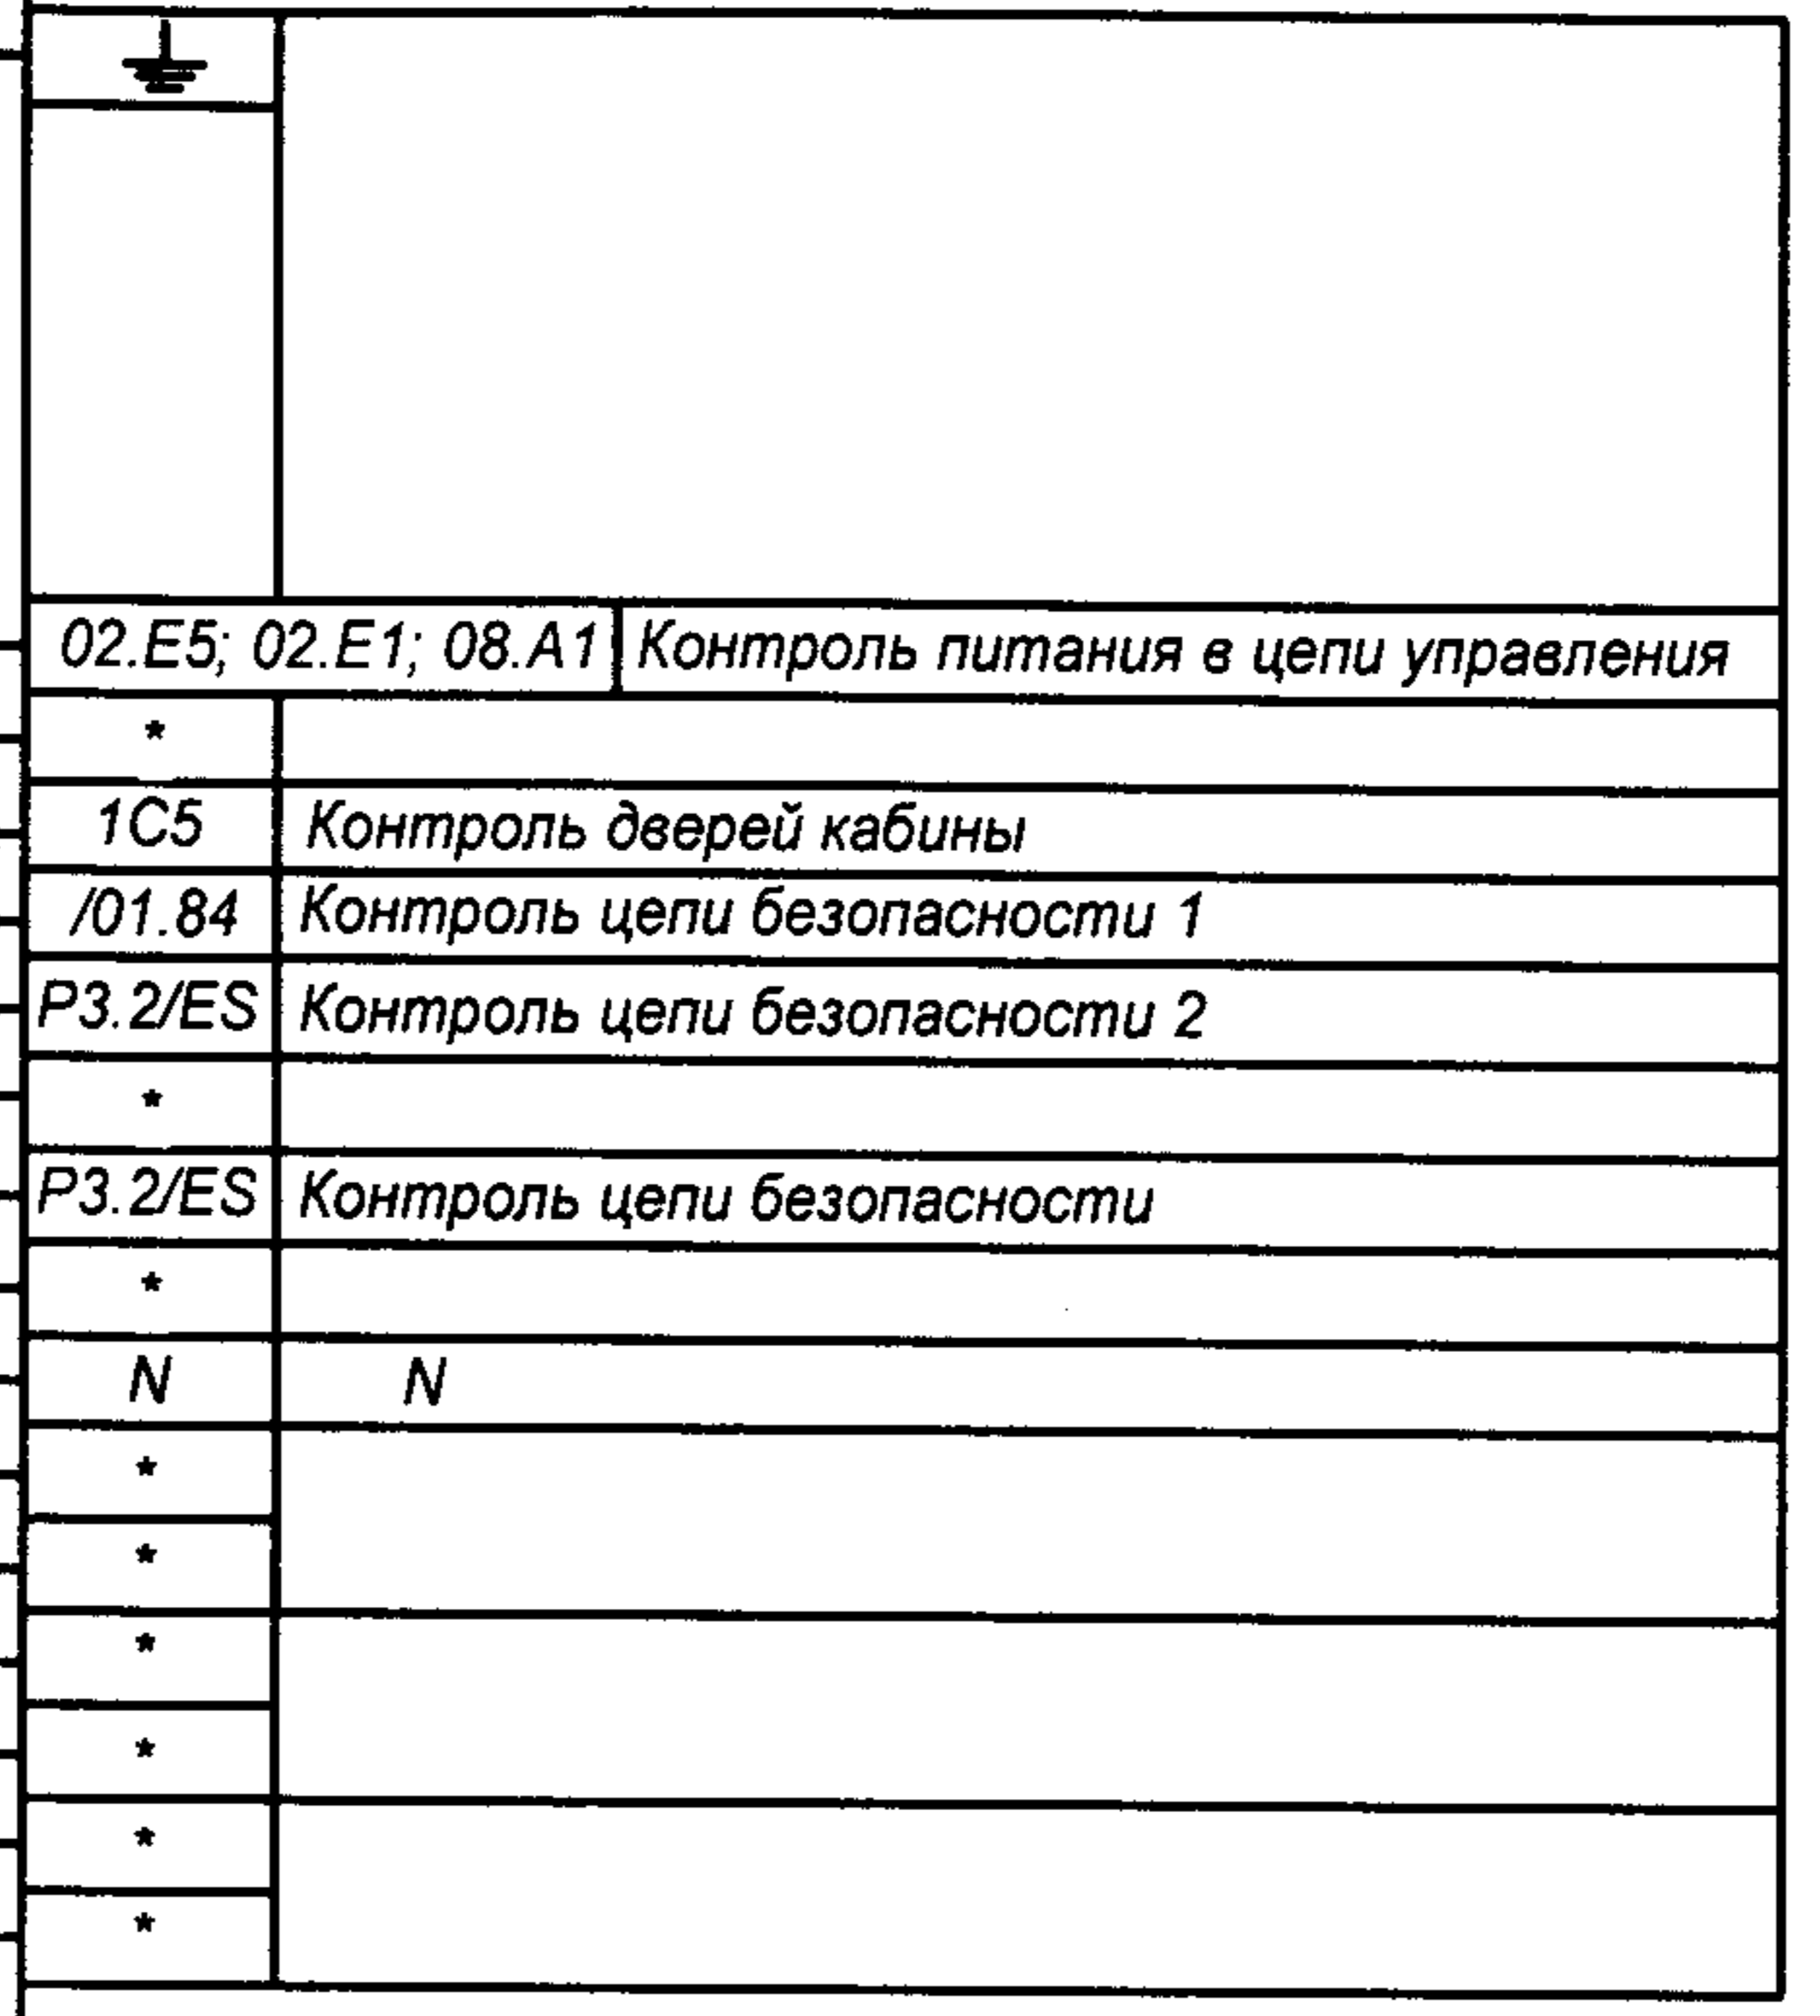 02.E5; 02.E1; 08.A1 Контроль питания в цепи управления
*
1C5 Контроль дверей кабины
/01.84 Контроль цепи безопасности 1
P3.2/ES Контроль цепи безопасности 2
*
P3.2/ES Контроль цепи безопасности
*
N N
*
*
*
*
*
*